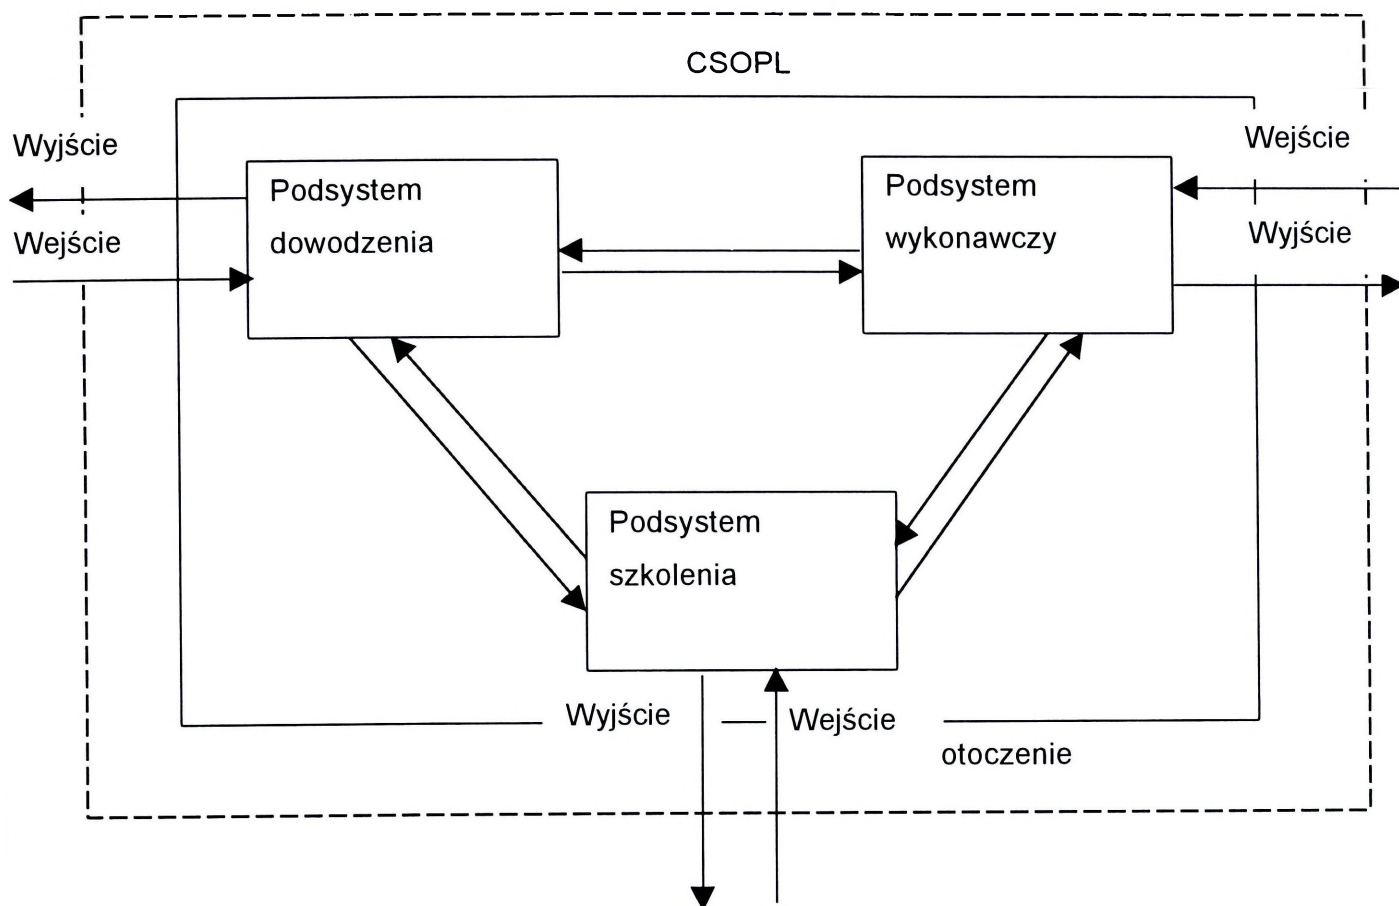 CSOPL
Wyjście
Wejście
Podsystem
dowodzenia
Podsystem
wykonawczy
Wejście
Wyjście
Podsystem
szkolenia
Wyjście
Wejście
otoczenie